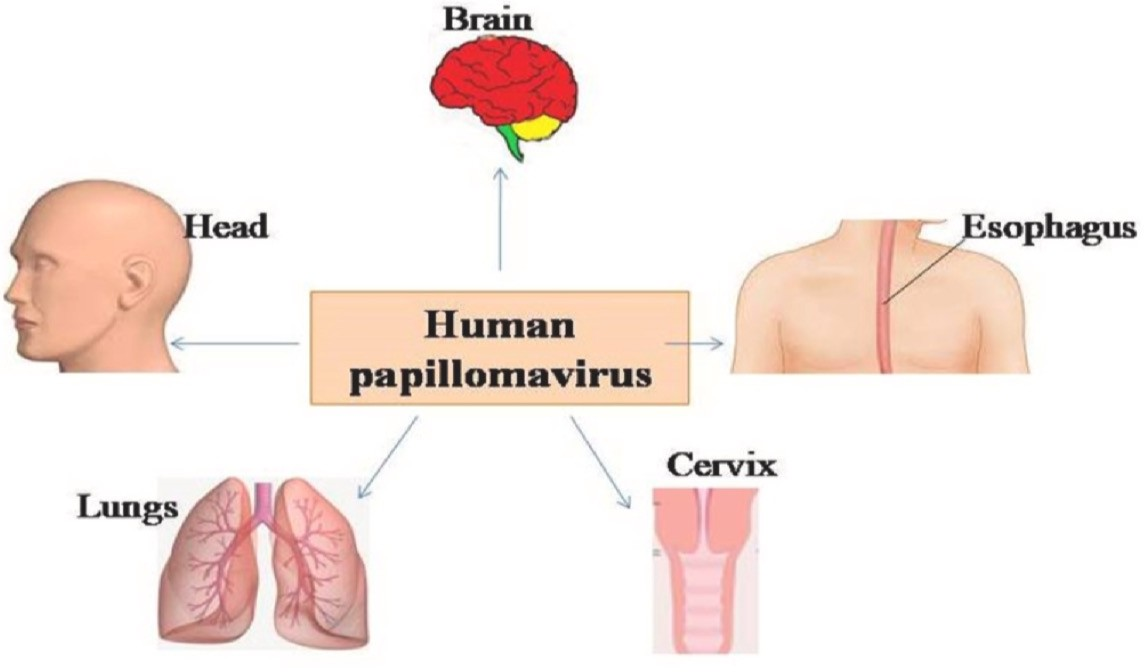 Brain
Head
Esophagus
Human
papillomavirus
Lungs
Cervix